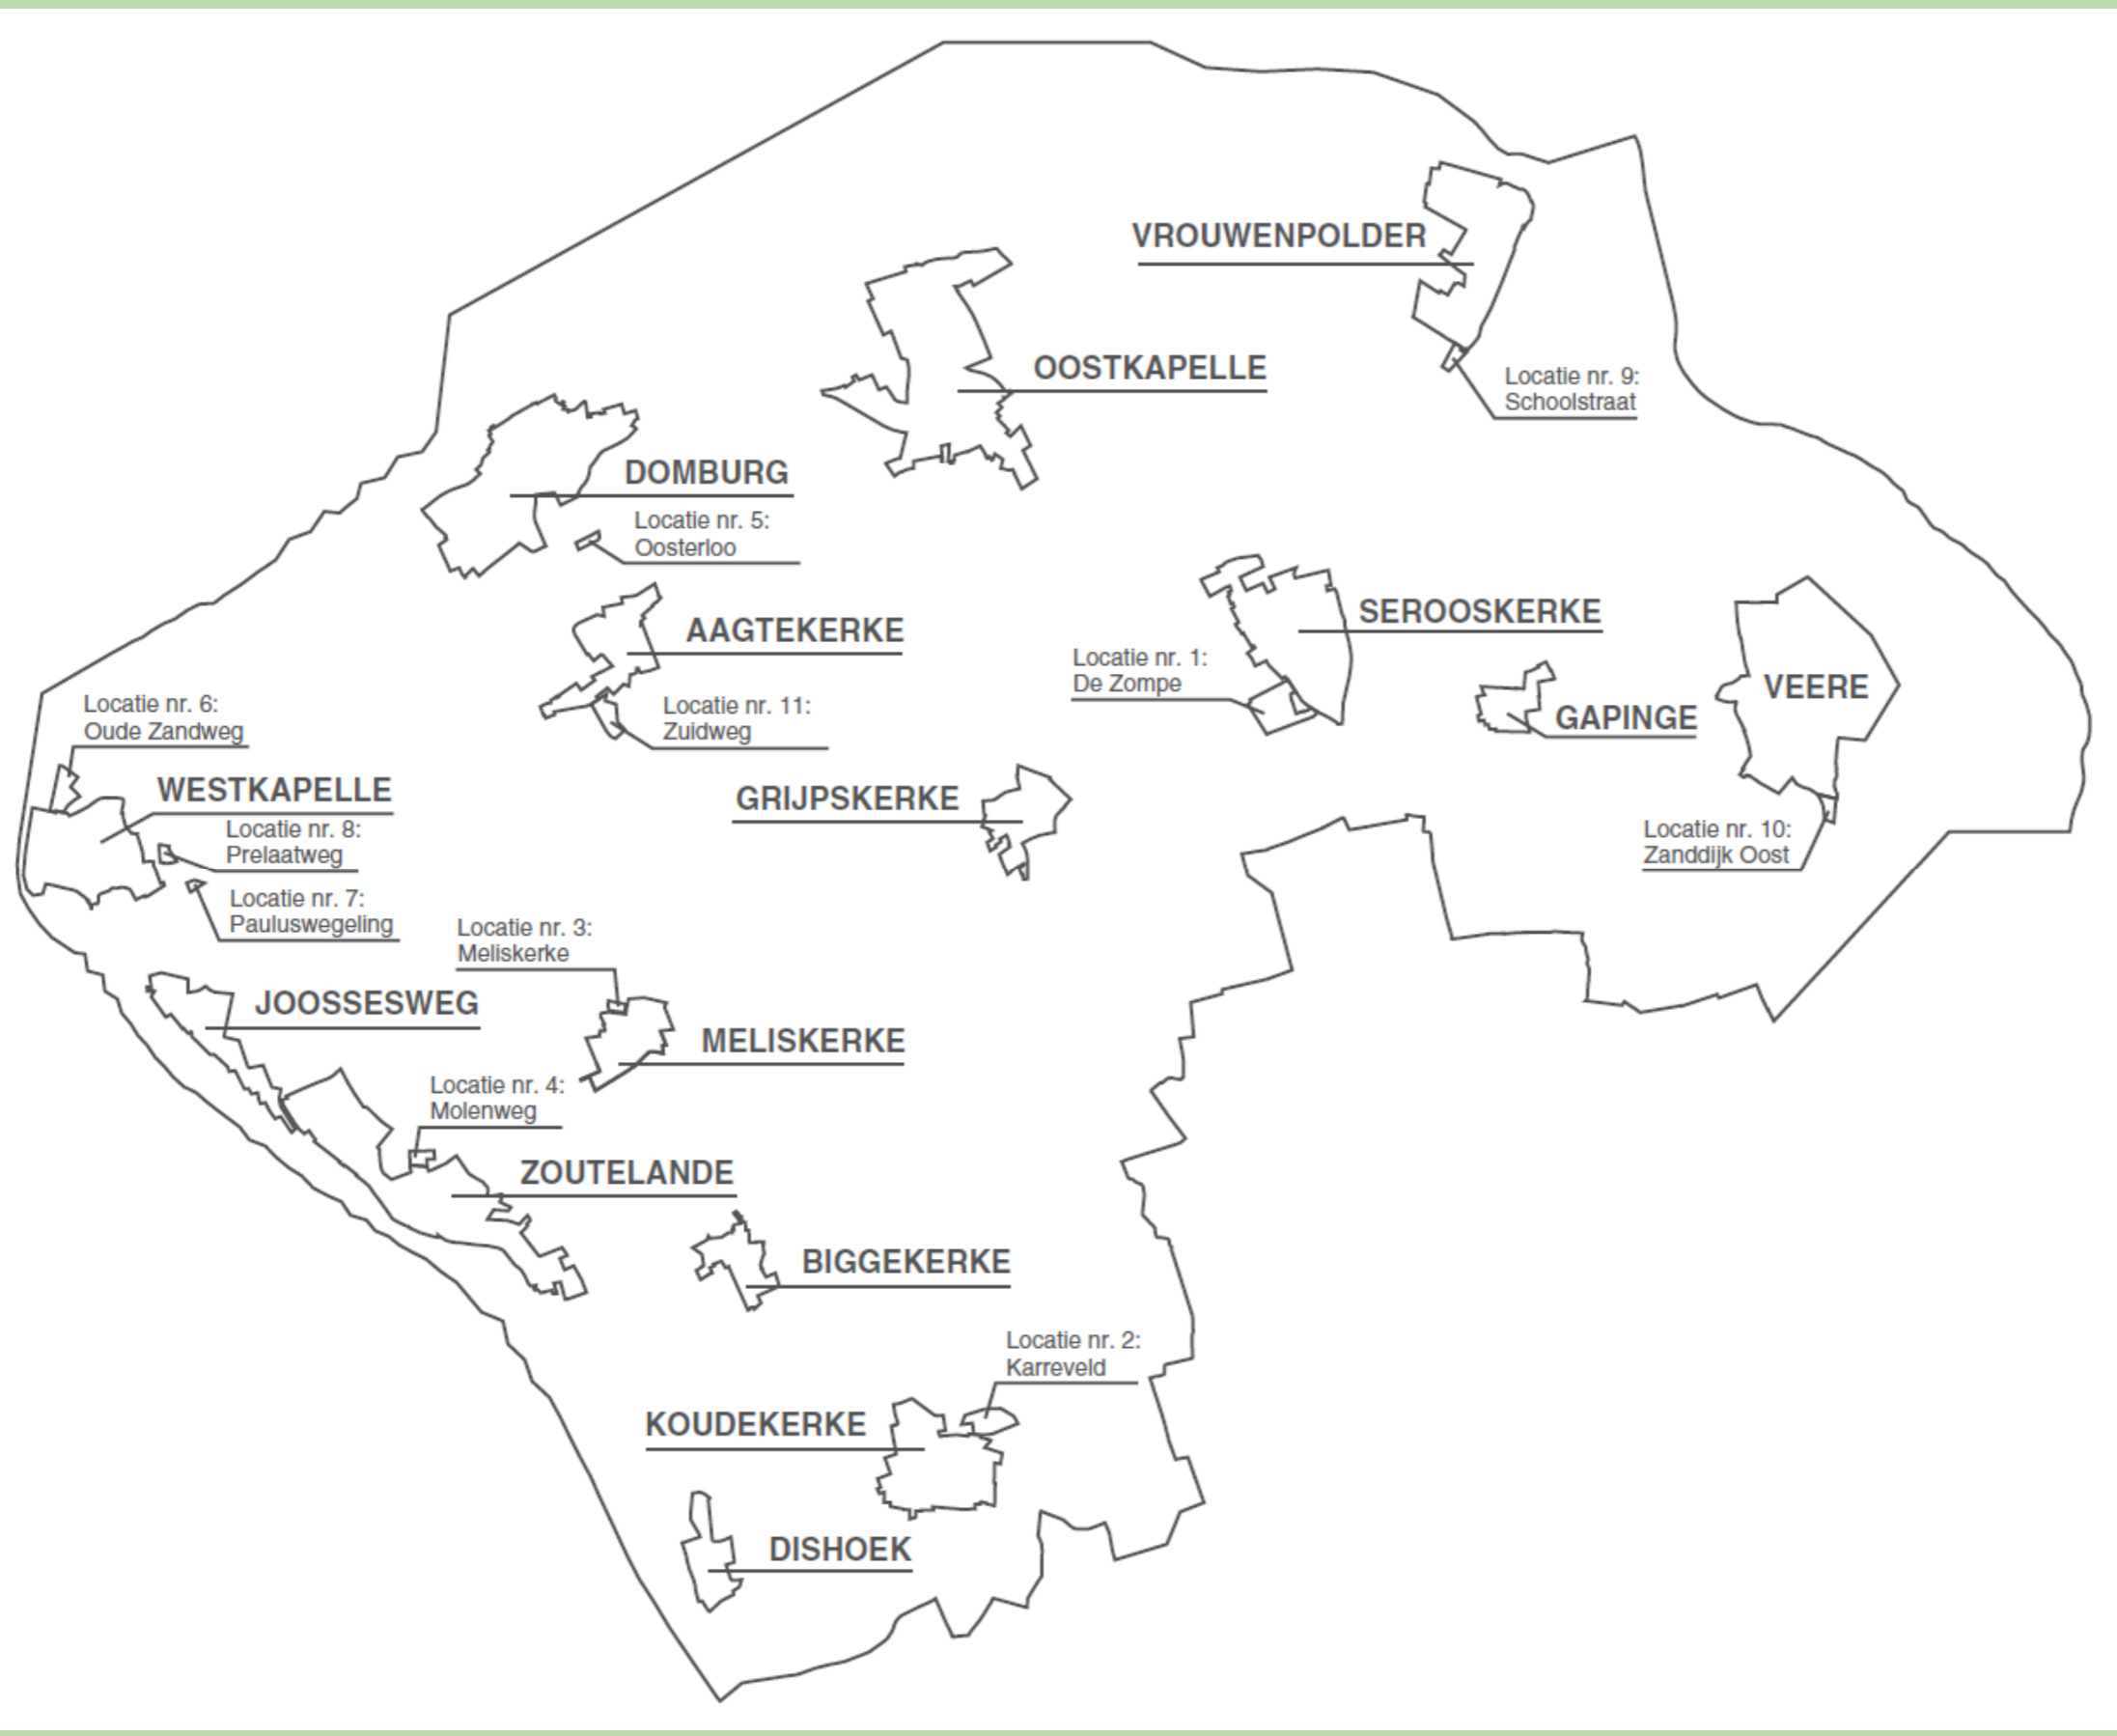 VROUWENPOLDER
OOSTKAPELLE
Locatie nr. 9:
Schoolstraat
DOMBURG
Locatie nr. 5:
Oosterloo
AAGTEKERKE
SEROOSKERKE
Locatie nr. 1:
De Zompe
VEERE
GAPINGE
Locatie nr. 11:
Zuidweg
Locatie nr. 6:
Oude Zandweg
WESTKAPELLE
GRIJPSKERKE
Locatie nr. 8:
Prelaatweg
Locatie nr. 10:
Zanddijk Oost
Locatie nr. 7:
Pauluswegeling
Locatie nr. 3:
Meliskerke
JOOSSESWEG
MELISKERKE
Locatie nr. 4:
Molenweg
ZOUTELANDE
BIGGEKERKE
Locatie nr. 2:
Karreveld
KOUDEKERKE
DISHOEK